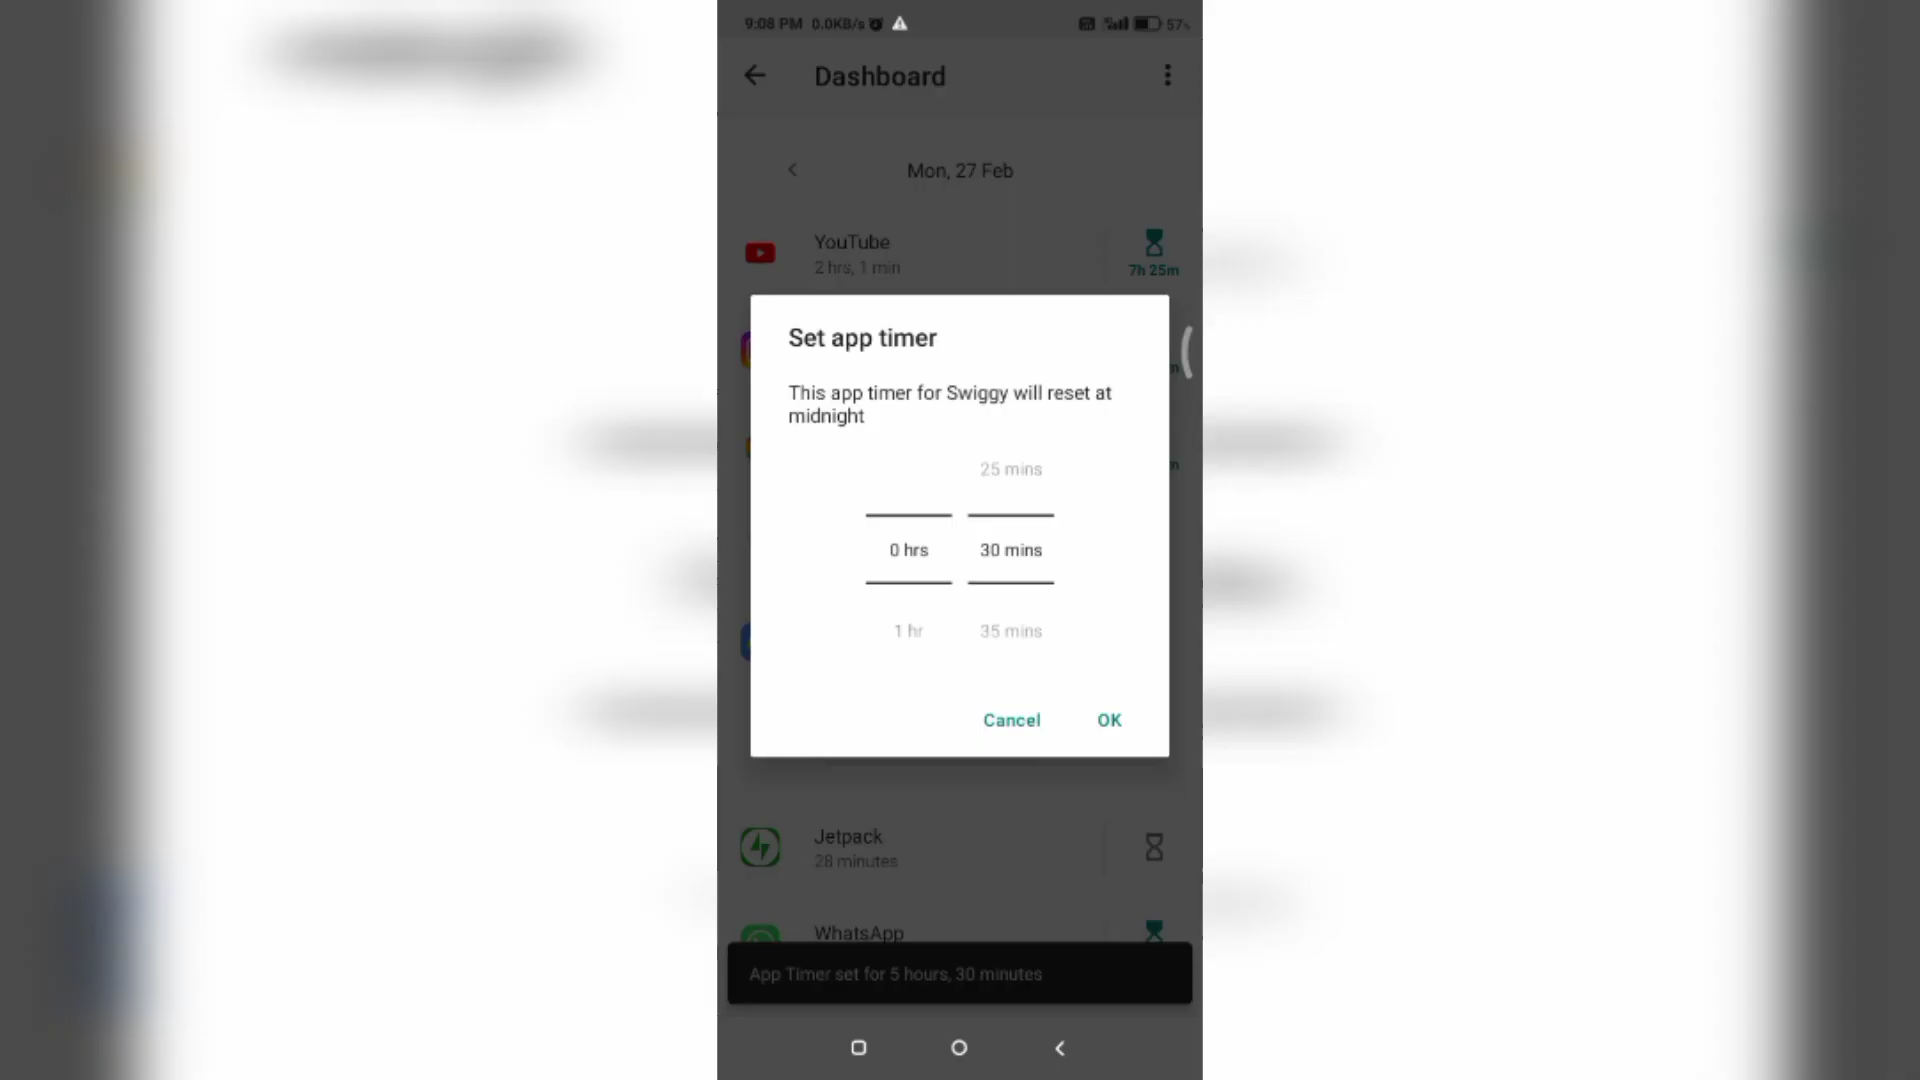 9:08 PM 0.0KB/s 57%
Dashboard
Mon, 27 Feb
YouTube
2 hrs, 1 min
7h 25m
Set app timer
This app timer for Swiggy will reset at
midnight
25 mins
0 hrs 30 mins
1 hr 35 mins
Cancel OK
Jetpack
28 minutes
WhatsApp
App Timer set for 5 hours, 30 minutes